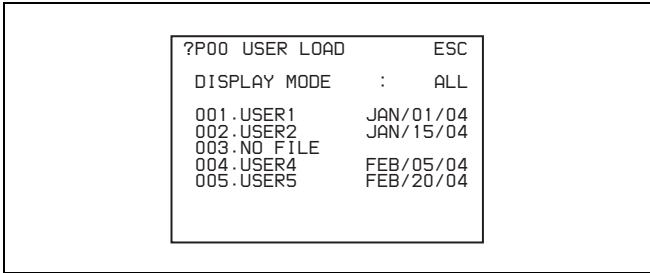 ?P00 USER LOAD ESC
DISPLAY MODE : ALL
001.USER1 JAN/01/04
002.USER2 JAN/15/04
003.NO FILE
004.USER4 FEB/05/04
005.USER5 FEB/20/04